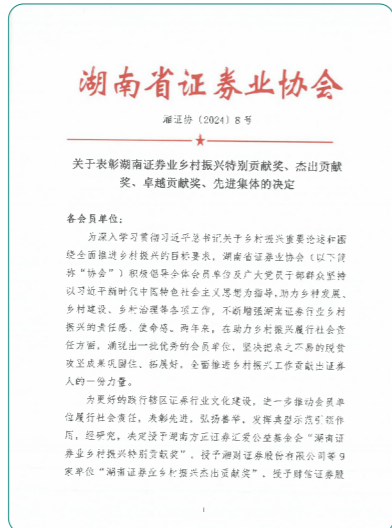 湖南省证券业协会
湘证协（2024）8号
关于表彰湖南证券业乡村振兴特别贡献奖、杰出贡献
奖、卓越贡献奖、先进集体的决定
各会员单位：
为深入学习贯彻习近平总书记关于乡村振兴重要论述和围
绕全面推进乡村振兴的目标要求，湖南省证券业协会（以下简
称“协会”）积极倡导全体会员单位及广大党员干部群众坚持
以习近平新时代中国特色社会主义思想为指导，助力乡村发展、
乡村建设、乡村治理等各项工作，不断增强湖南证券行业乡村
振兴的责任感、使命感。两年来，在助力乡村振兴履行社会责
任方面，涌现出一批优秀的会员单位，坚决把来之不易的脱贫
攻坚成果巩固住、拓展好，全面推进乡村振兴工作贡献出证券
人的一份力量。
为更好的践行辖区证券行业文化建设，进一步推动会员单
位履行社会责任，表彰先进，弘扬善举，发挥典型示范引领作
用，经研究，决定授予湖南方正证券汇爱公益基金会“湖南证
券业乡村振兴特别贡献奖”，授予湘财证券股份有限公司等9
家单位“湖南证券业乡村振兴杰出贡献奖”，授予财信证券股
1